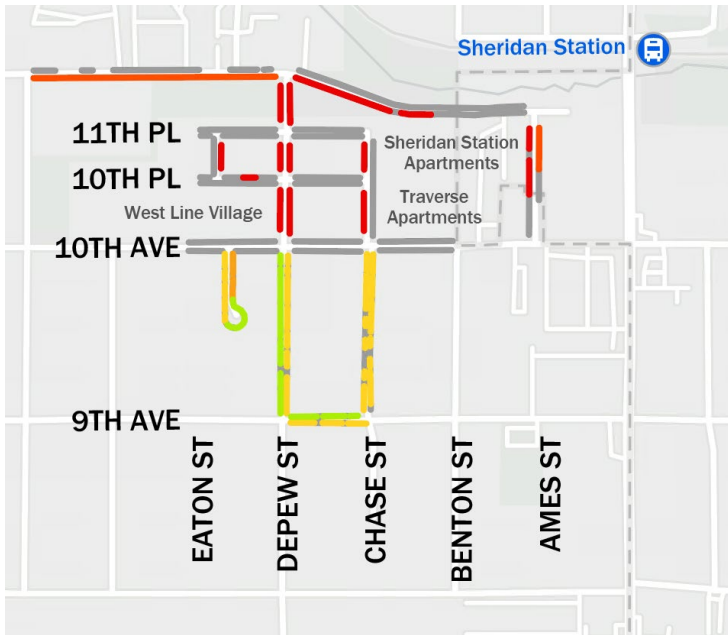 Sheridan Station
11TH PL
Sheridan Station
Apartments
10TH PL
Traverse
Apartments
West Line Village
10TH AVE
9TH AVE
EATON ST
DEPEW ST
CHASE ST
BENTON ST
AMES ST